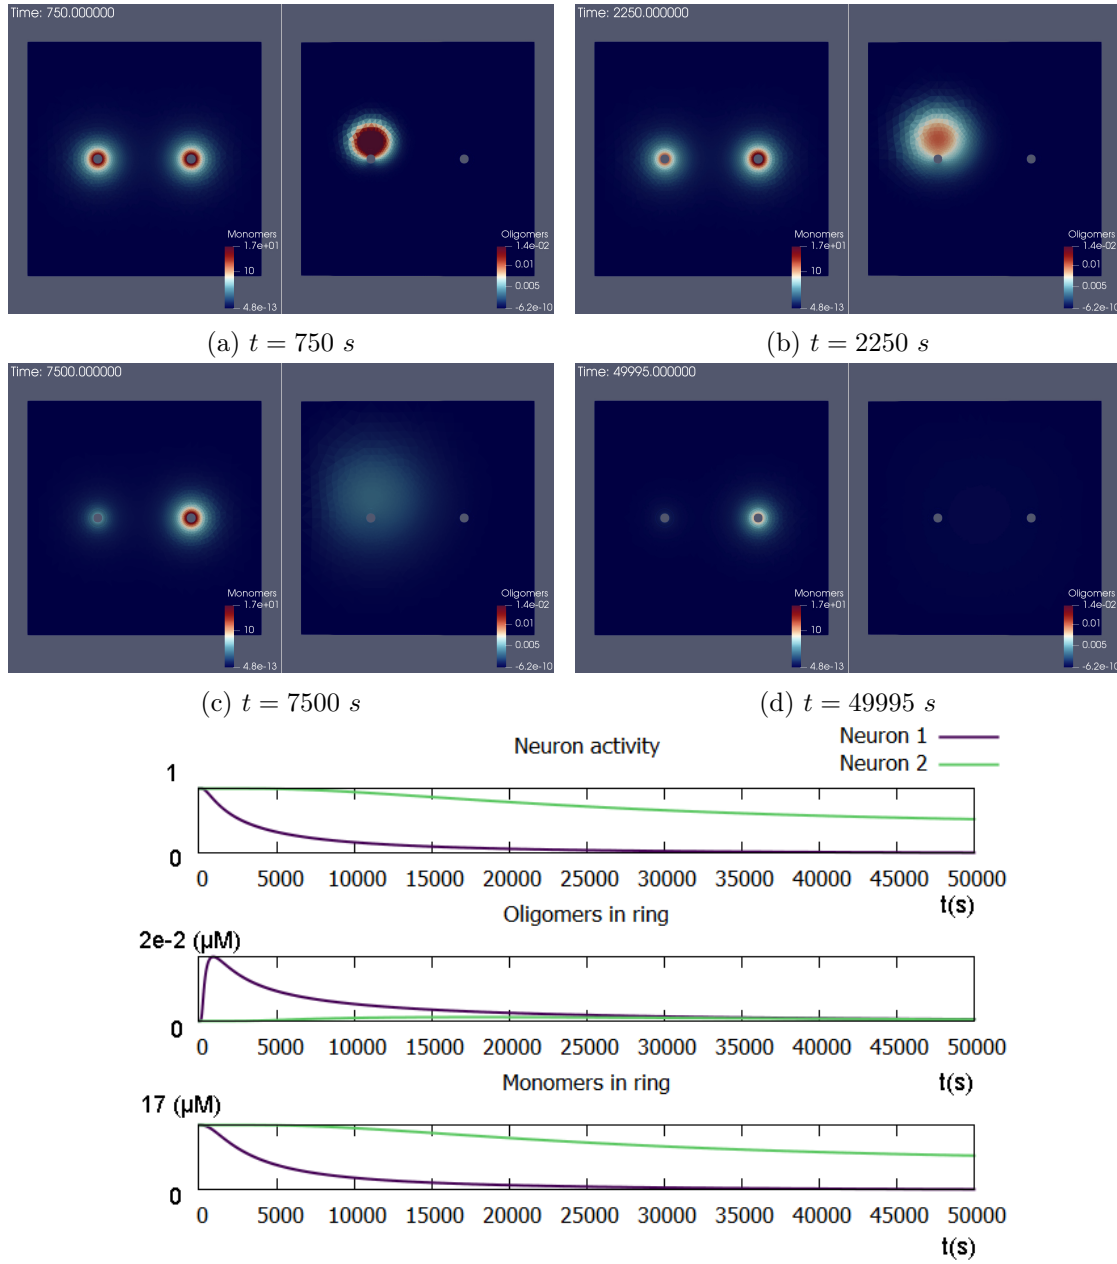 Time: 750.000000
Monomers
1.7e+01
10
4.8e-13
Oligomers
1.4e-02
0.01
0.005
-6.2e-10
(a) t = 750 s
Time: 2250.000000
Monomers
1.7e+01
10
4.8e-13
Oligomers
1.4e-02
0.01
0.005
-6.2e-10
(b) t = 2250 s
Time: 7500.000000
Monomers
1.7e+01
10
4.8e-13
Oligomers
1.4e-02
0.01
0.005
-6.2e-10
(c) t = 7500 s
Time: 49995.000000
Monomers
1.7e+01
10
4.8e-13
Oligomers
1.4e-02
0.01
0.005
-6.2e-10
(d) t = 49995 s
Neuron activity
Neuron 1
Neuron 2
1
0
0 5000 10000 15000 20000 25000 30000 35000 40000 45000 50000
t(s)
Oligomers in ring
2e-2 (μM)
0
0 5000 10000 15000 20000 25000 30000 35000 40000 45000 50000
t(s)
Monomers in ring
17 (μM)
0
0 5000 10000 15000 20000 25000 30000 35000 40000 45000 50000
t(s)